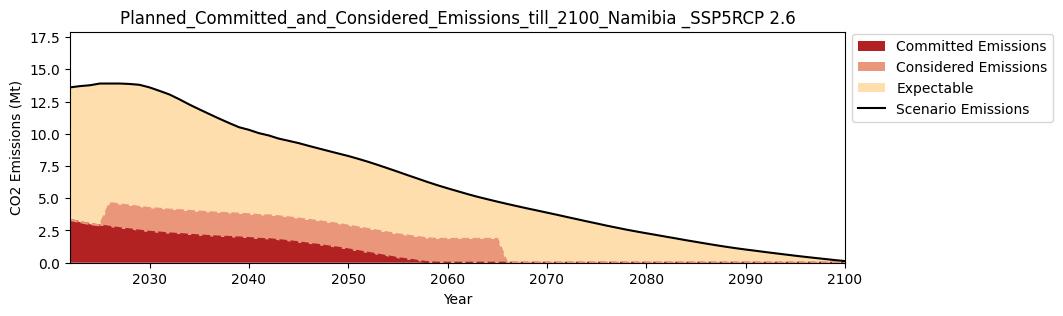 Planned_Committed_and_Considered_Emissions_till_2100_Namibia _SSP5RCP 2.6
CO2 Emissions (Mt)
17.5
15.0
12.5
10.0
7.5
5.0
2.5
0.0
2030
2040
2050
2060
2070
2080
2090
2100
Year
Committed Emissions
Considered Emissions
Expectable
Scenario Emissions